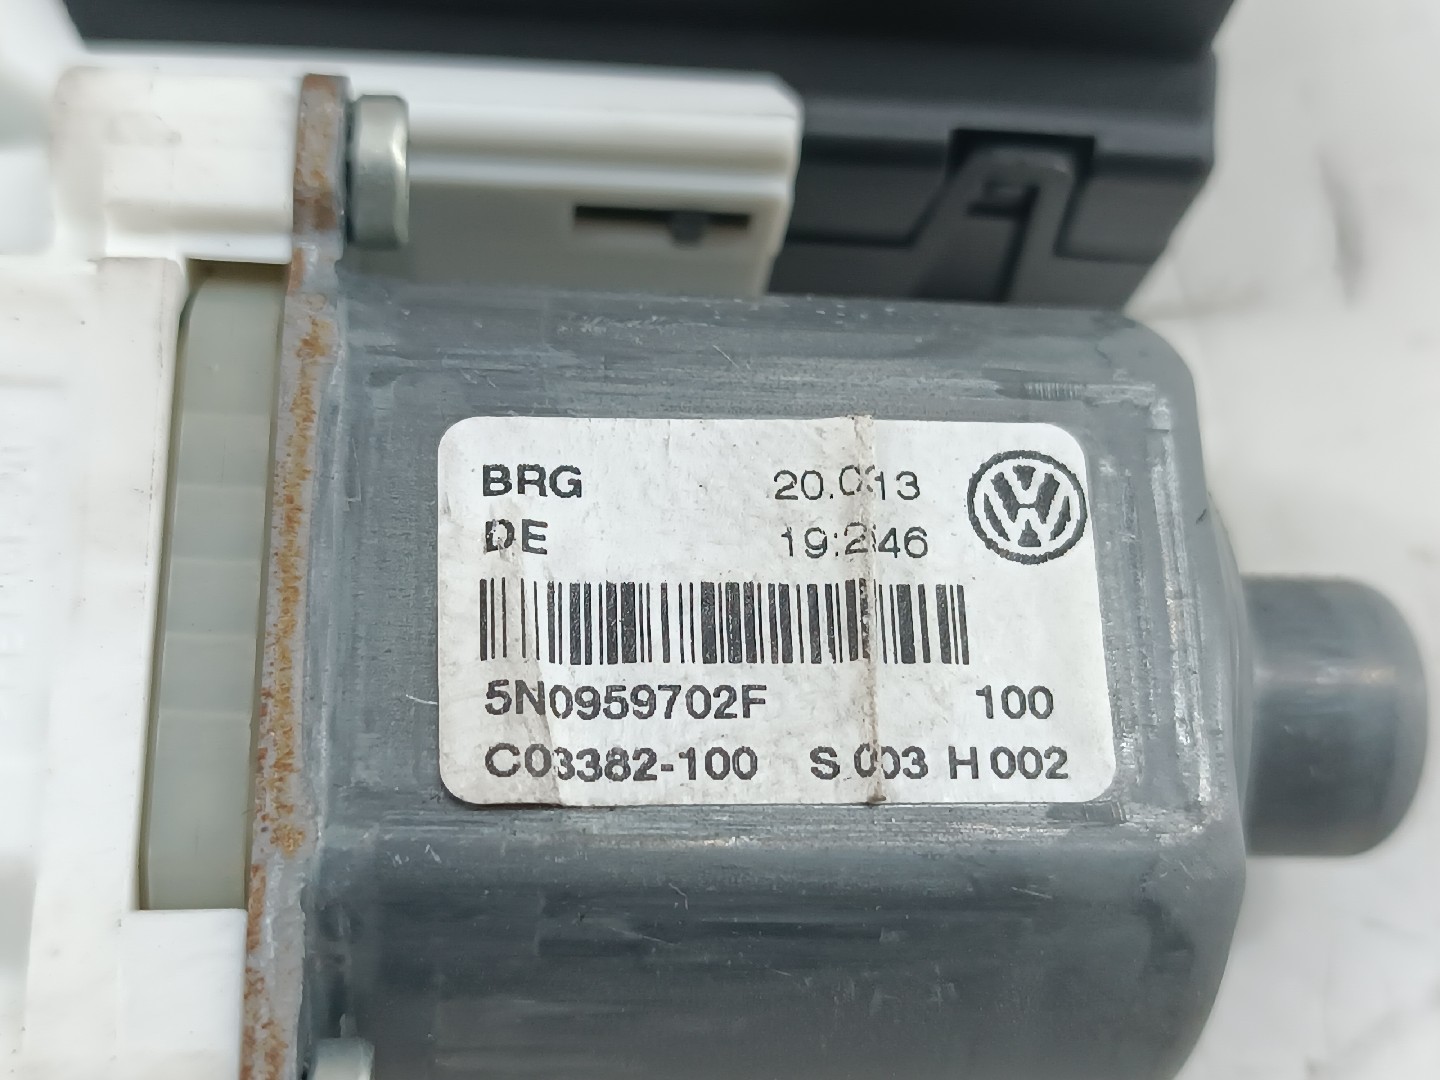 BRG
DE
5N0959702F 100
C03382-100 S 003 H 002